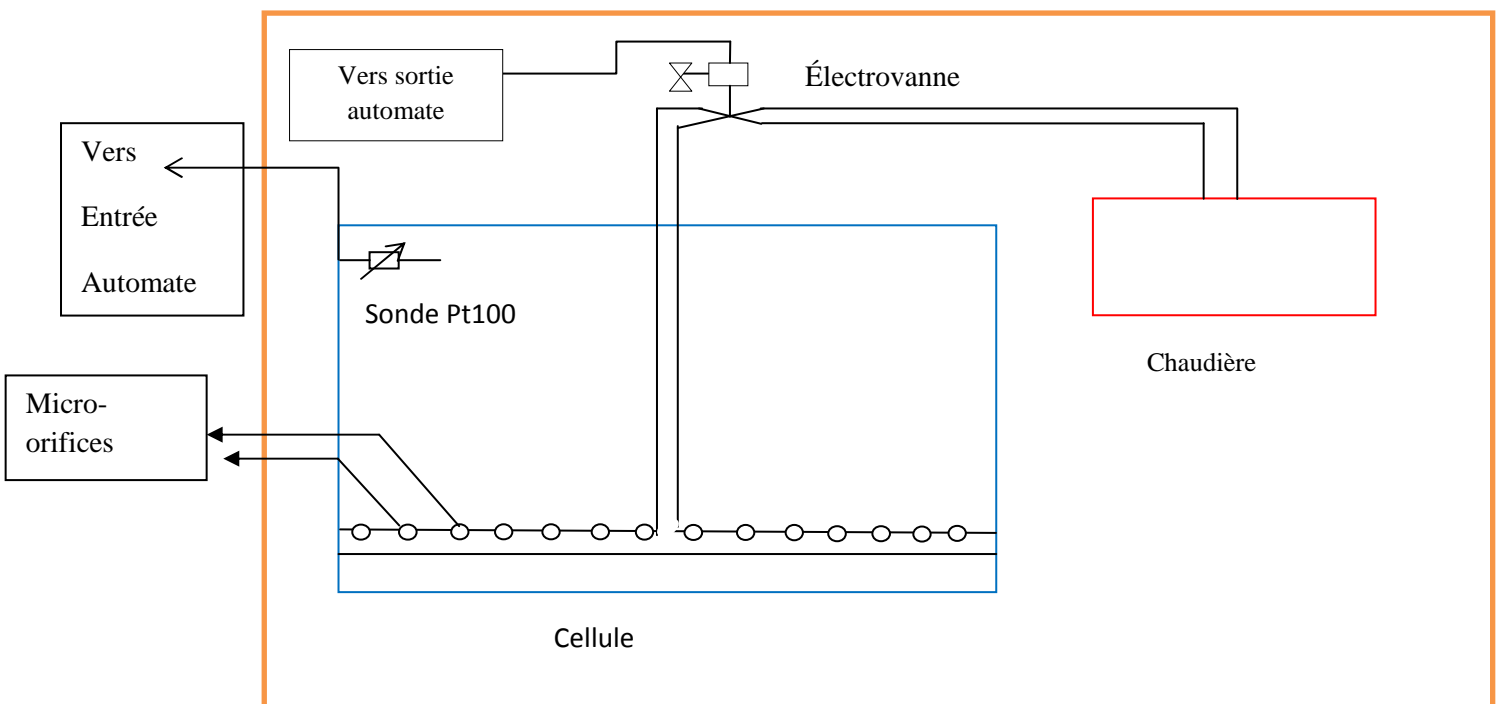 Vers sortie
automate
Électrovanne
Vers
Entrée
Automate
Sonde Pt100
Chaudière
Micro-
orifices
Cellule